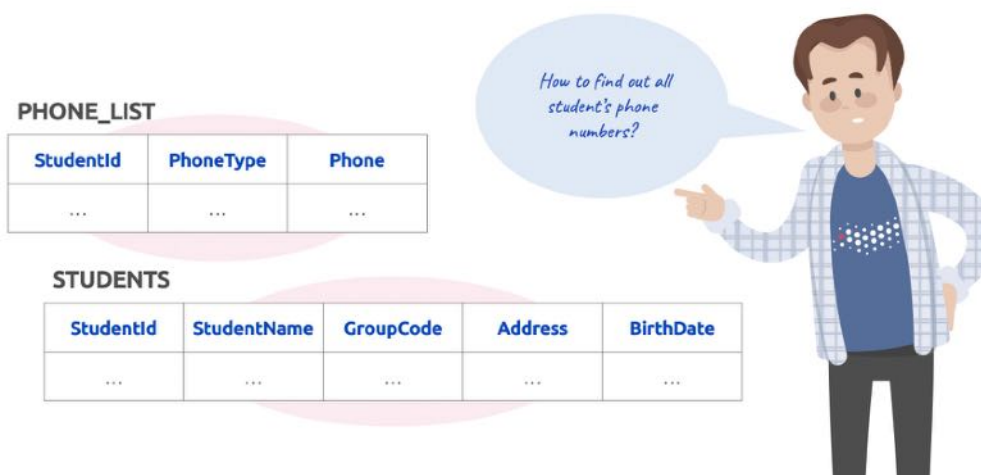 How to find out all
student's phone
numbers?
PHONE_LIST
StudentId PhoneType Phone
... ... ...
STUDENTS
StudentId StudentName GroupCode Address BirthDate
... ... ... ... ...